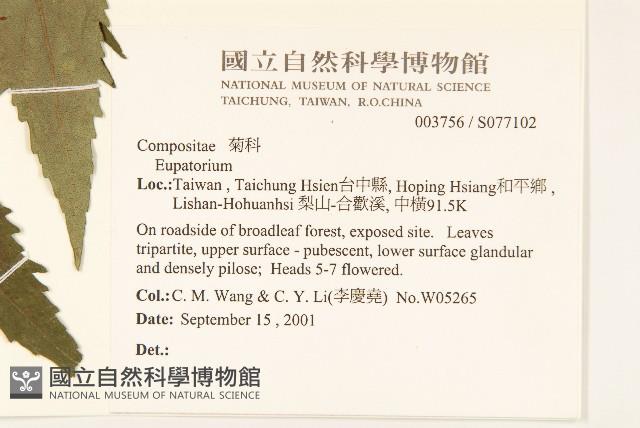 國立自然科學博物館
NATIONAL MUSEUM OF NATURAL SCIENCE
TAICHUNG, TAIWAN, R.O.CHINA
003756 / S077102
Compositae 菊科
Eupatorium
Loc.:Taiwan , Taichung Hsien台中縣, Hoping Hsiang和平鄉 ,
Lishan-Hohuanhsi 梨山-合歡溪, 中橫91.5K
On roadside of broadleaf forest, exposed site. Leaves
tripartite, upper surface - pubescent, lower surface glandular
and densely pilose; Heads 5-7 flowered.
Col.: C. M. Wang & C. Y. Li(李慶堯) No.W05265
Date: September 15 , 2001
Det.:
國立自然科學博物館
NATIONAL MUSEUM OF NATURAL SCIENCE